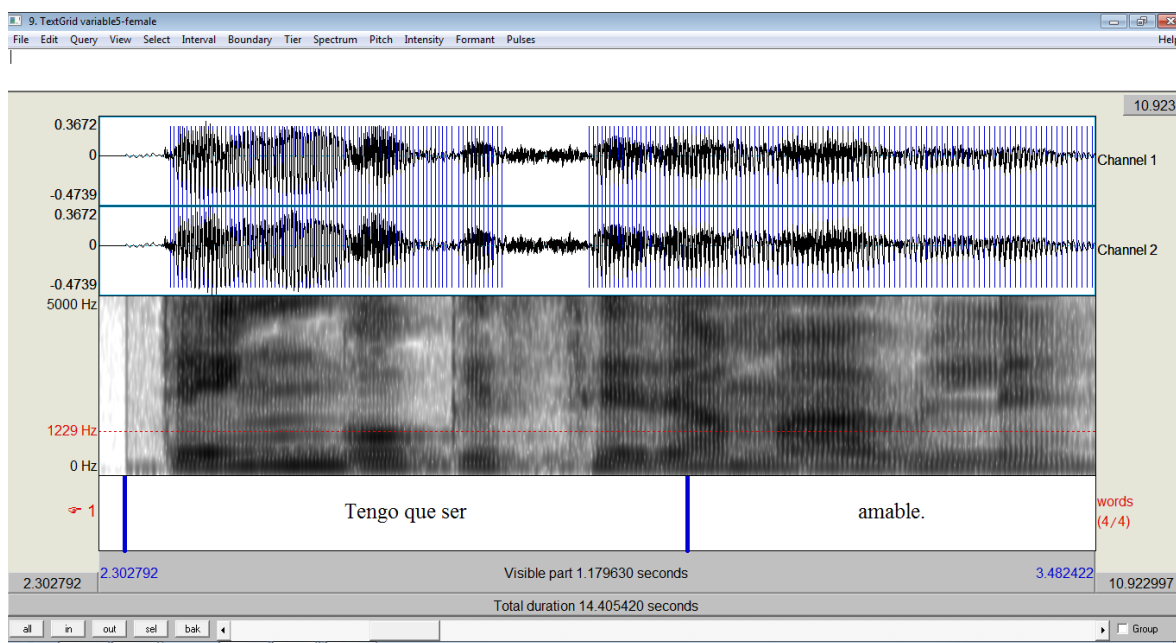 9. TextGrid variable5-female
File Edit Query View Select Interval Boundary Tier Spectrum Pitch Intensity Formant Pulses Help
10.923
0.3672
0
Channel 1
-0.4739
0.3672
0
Channel 2
-0.4739
5000 Hz
1229 Hz
0 Hz
1 Tengo que ser amable. words
(4/4)
2.302792 Visible part 1.179630 seconds 3.482422
2.302792 10.922997
Total duration 14.405420 seconds
all in out sel bak Group